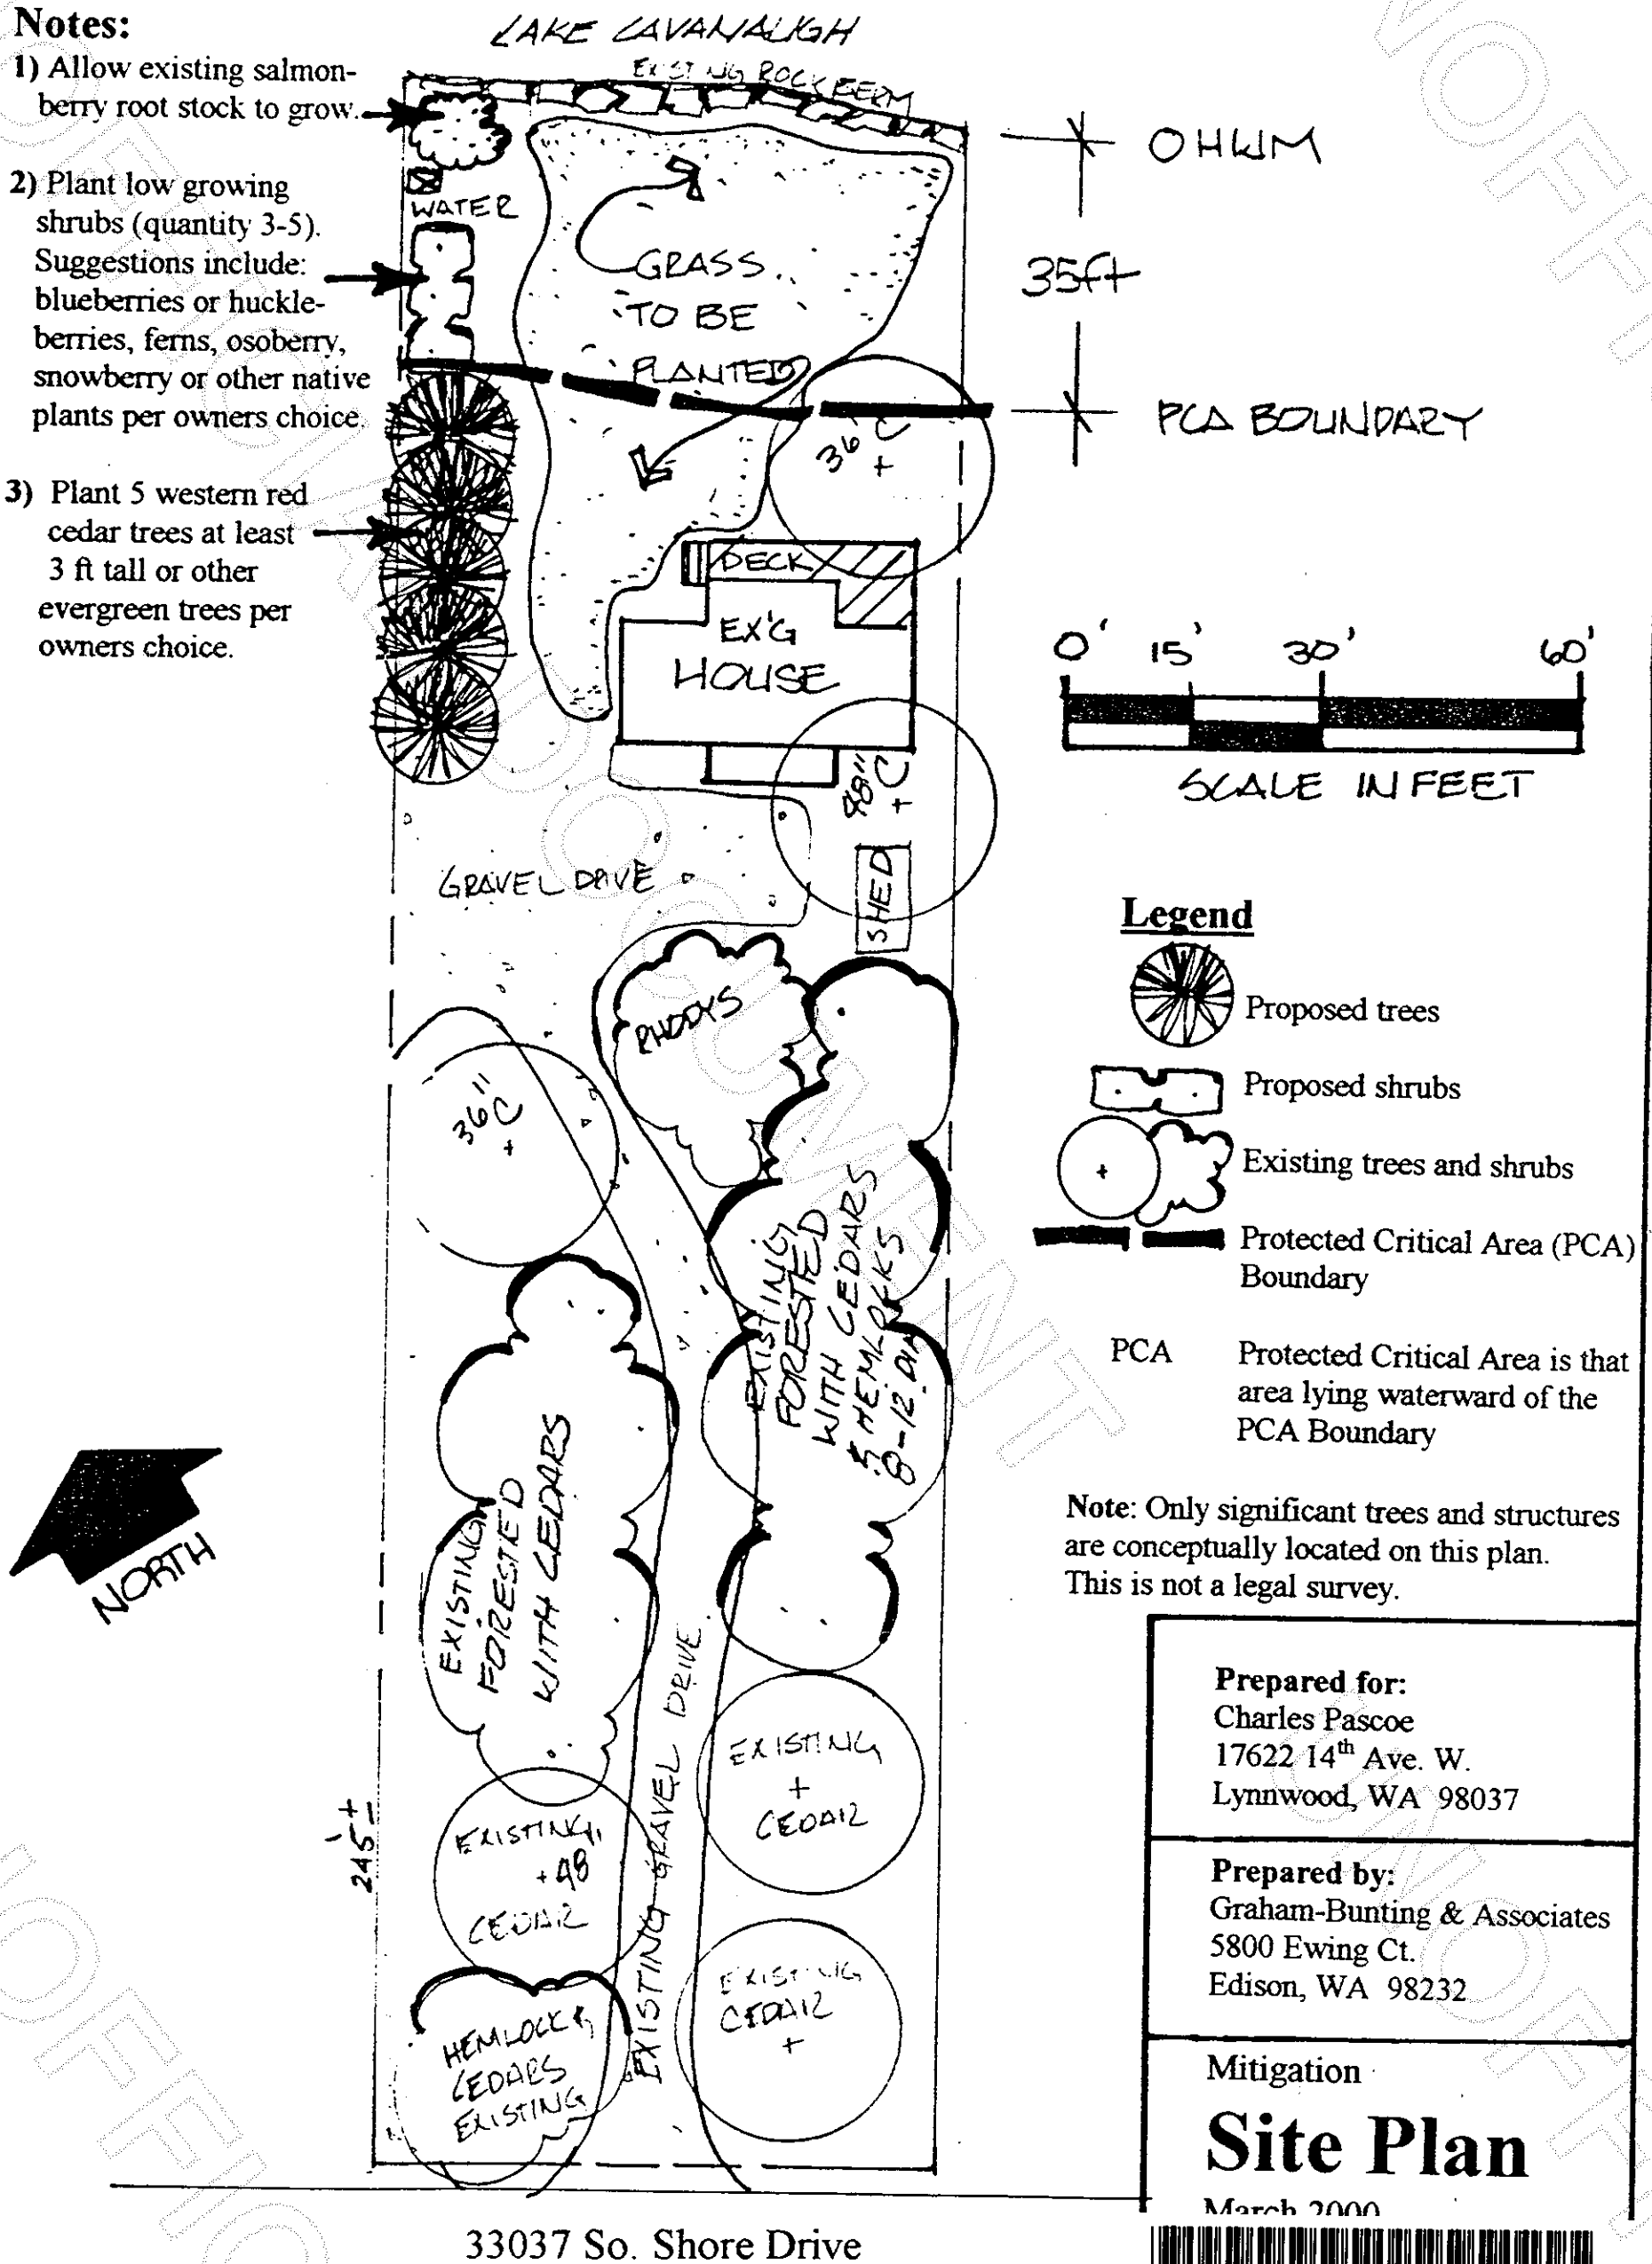 Notes:
1) Allow existing salmon-
berry root stock to grow.
2) Plant low growing
shrubs (quantity 3-5).
Suggestions include:
blueberries or huckle-
berries, ferns, osoberry,
snowberry or other native
plants per owners choice.
3) Plant 5 western red
cedar trees at least
3 ft tall or other
evergreen trees per
owners choice.
LAKE CAVANAUGH
EXISTING ROCK BERM
WATER
GRASS
TO BE
PLANTED
36" C
+
DECK
EX'G
HOUSE
48" C
+
SHED
GRAVEL DRIVE
RHODYS
36" C
+
EXISTING
FORESTED
WITH CEDARS
& HEMLOCKS
8-12 DIA
EXISTING
FORESTED
WITH CEDARS
EXISTING GRAVEL DRIVE
EXISTING
+
CEDAR
EXISTING
+48
CEDAR
EXISTING
CEDAR
+
HEMLOCK &
CEDARS
EXISTING
245'±
NORTH
OHWM
35ft
PCA BOUNDARY
0' 15' 30' 60'
SCALE IN FEET
Legend
Proposed trees
Proposed shrubs
Existing trees and shrubs
Protected Critical Area (PCA)
Boundary
PCA Protected Critical Area is that
area lying waterward of the
PCA Boundary
Note: Only significant trees and structures
are conceptually located on this plan.
This is not a legal survey.
Prepared for:
Charles Pascoe
17622 14th Ave. W.
Lynnwood, WA 98037
Prepared by:
Graham-Bunting & Associates
5800 Ewing Ct.
Edison, WA 98232
Mitigation
Site Plan
March 2000
33037 So. Shore Drive
UNOFFICIAL DOCUMENT